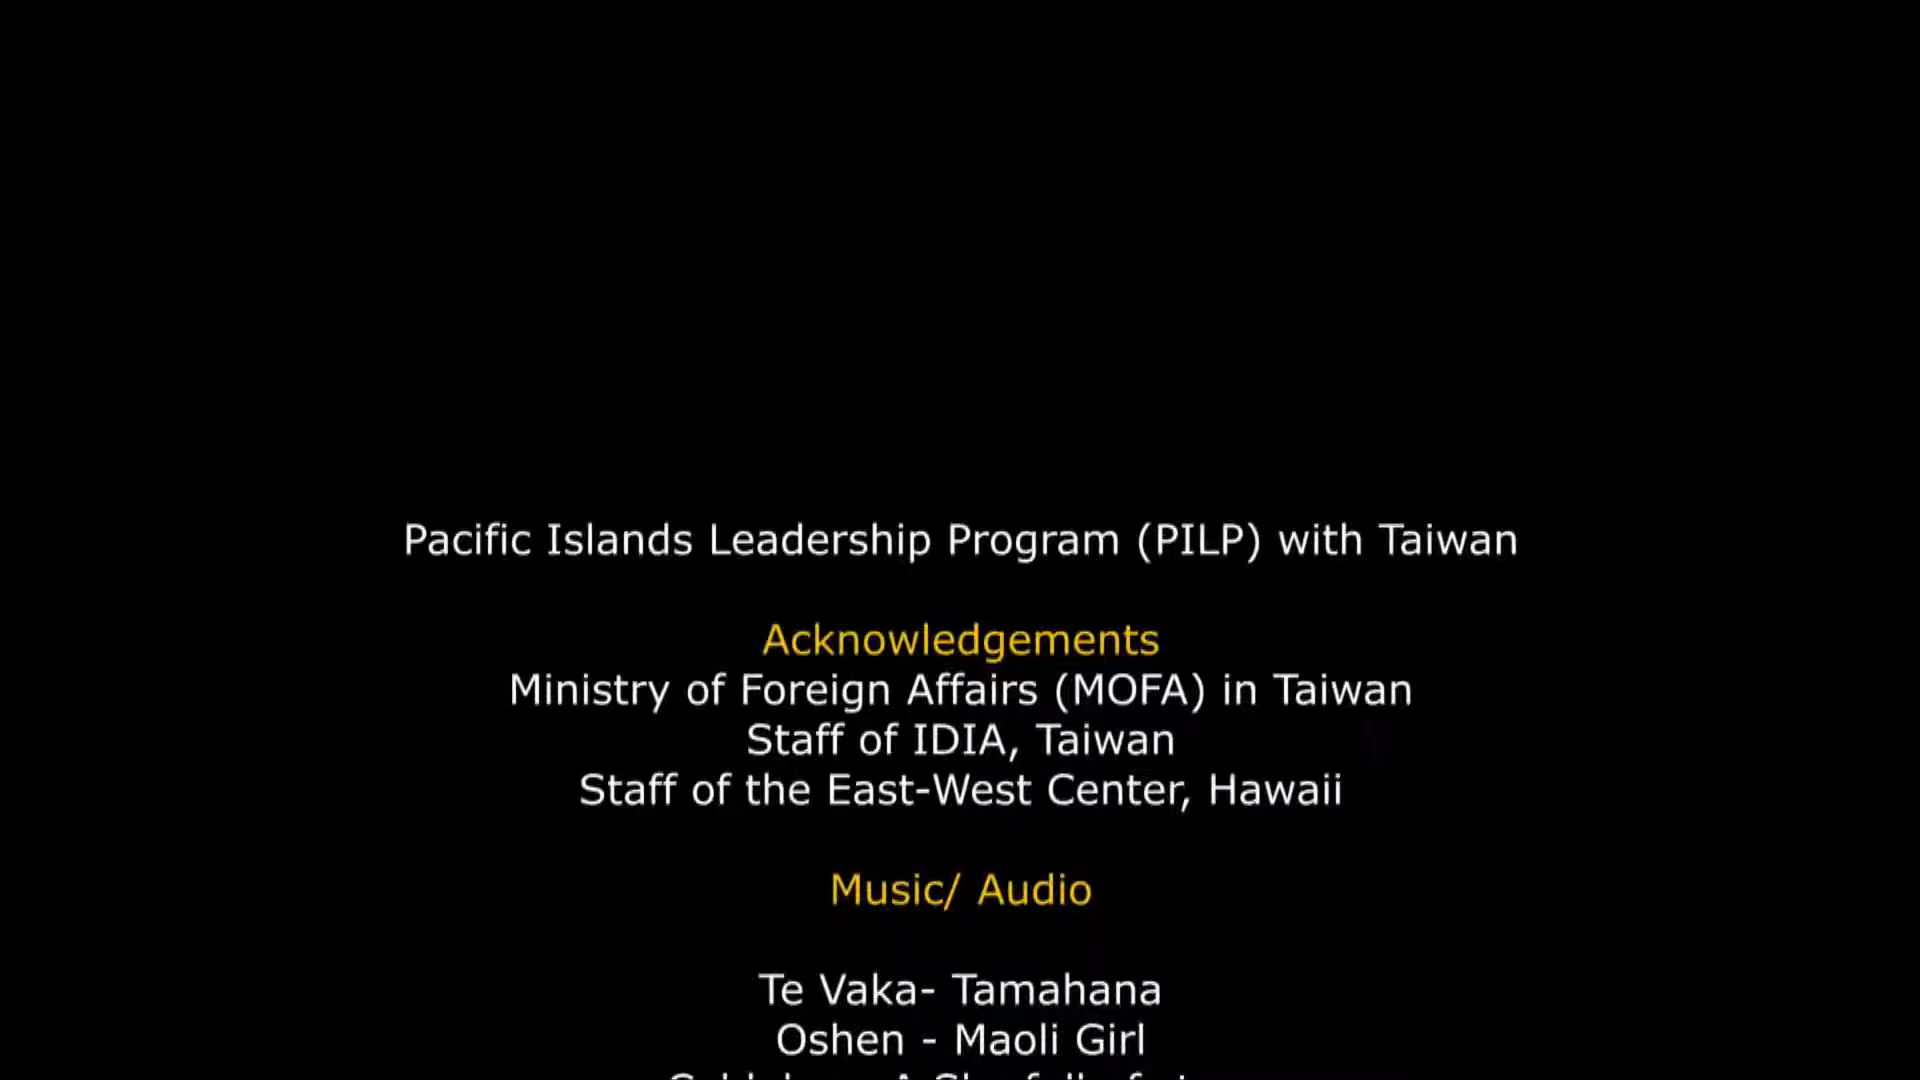 Pacific Islands Leadership Program (PILP) with Taiwan
Acknowledgements
Ministry of Foreign Affairs (MOFA) in Taiwan
Staff of IDIA, Taiwan
Staff of the East-West Center, Hawaii
Music/ Audio
Te Vaka- Tamahana
Oshen - Maoli Girl